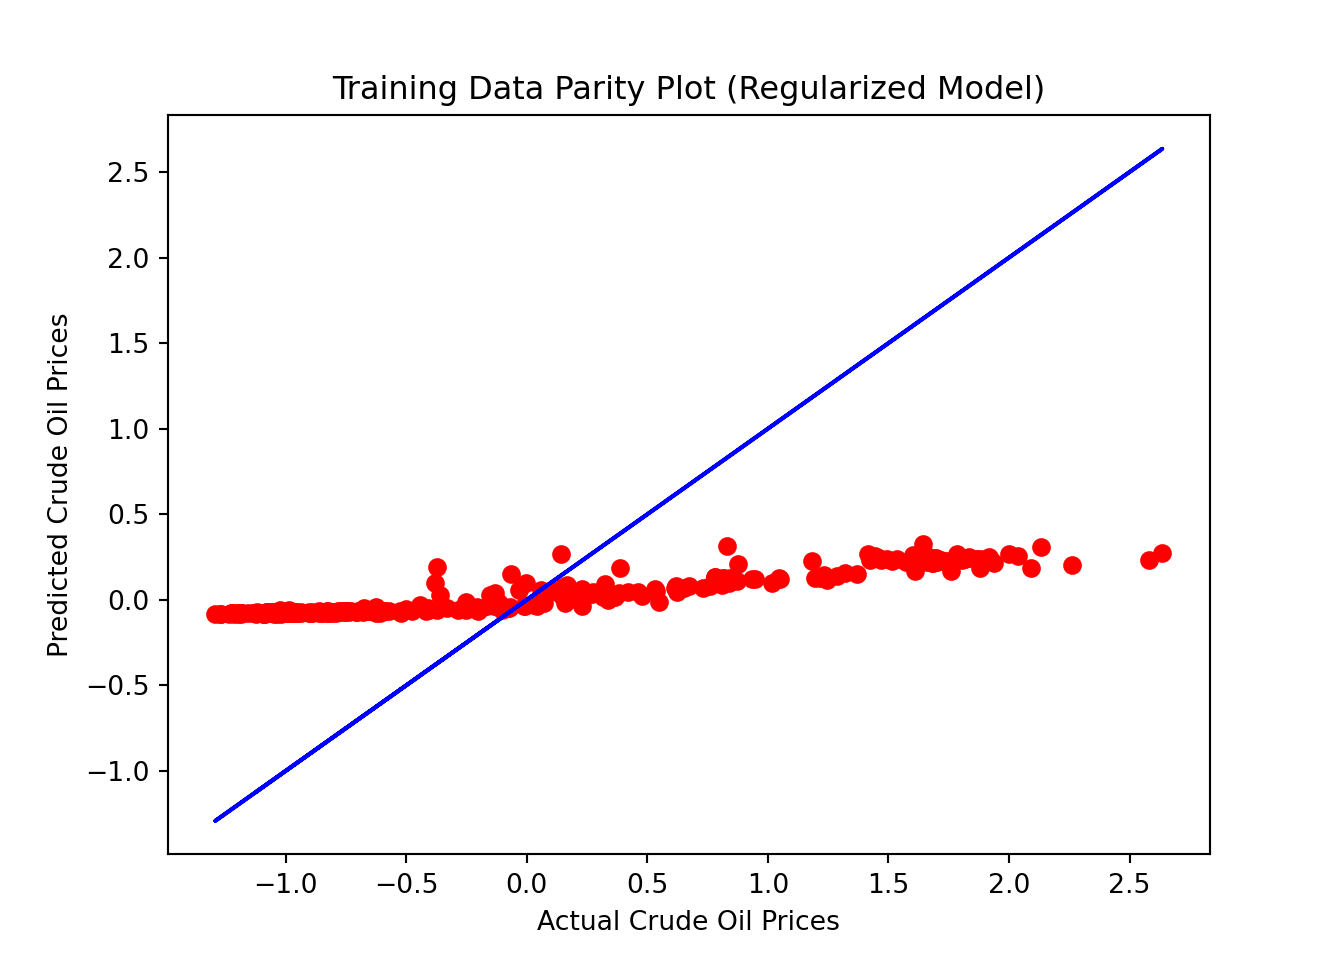 Training Data Parity Plot (Regularized Model)
Predicted Crude Oil Prices
2.5
2.0
1.5
1.0
0.5
0.0
−0.5
−1.0
−1.0 −0.5 0.0 0.5 1.0 1.5 2.0 2.5
Actual Crude Oil Prices